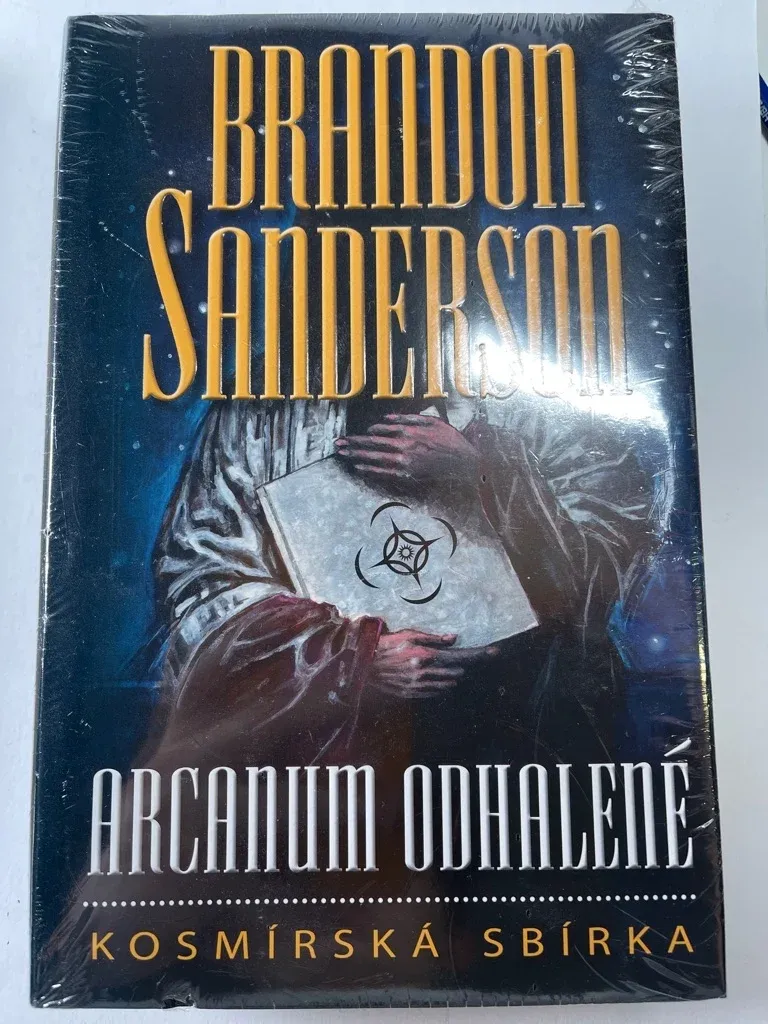 BRANDON
SANDERSON
ARCANUM ODHALENÉ
KOSMÍRSKÁ SBÍRKA